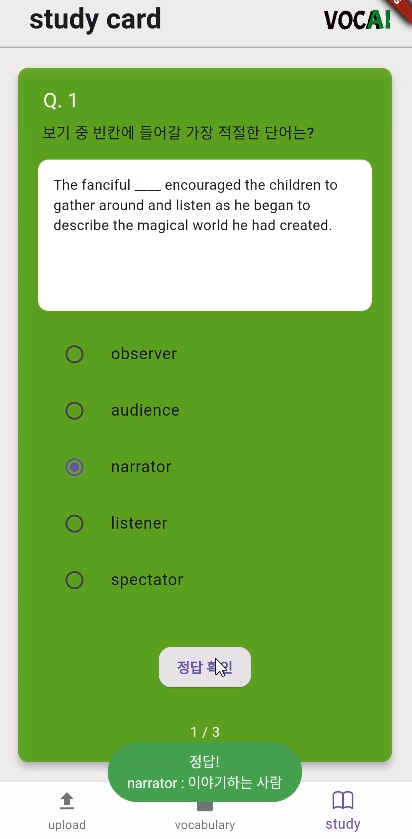 study card
VOCAI
Q. 1
보기 중 빈칸에 들어갈 가장 적절한 단어는?
The fanciful ____ encouraged the children to
gather around and listen as he began to
describe the magical world he had created.
observer
audience
narrator
listener
spectator
정답 확인
1 / 3
정답!
narrator : 이야기하는 사람
upload
vocabulary
study